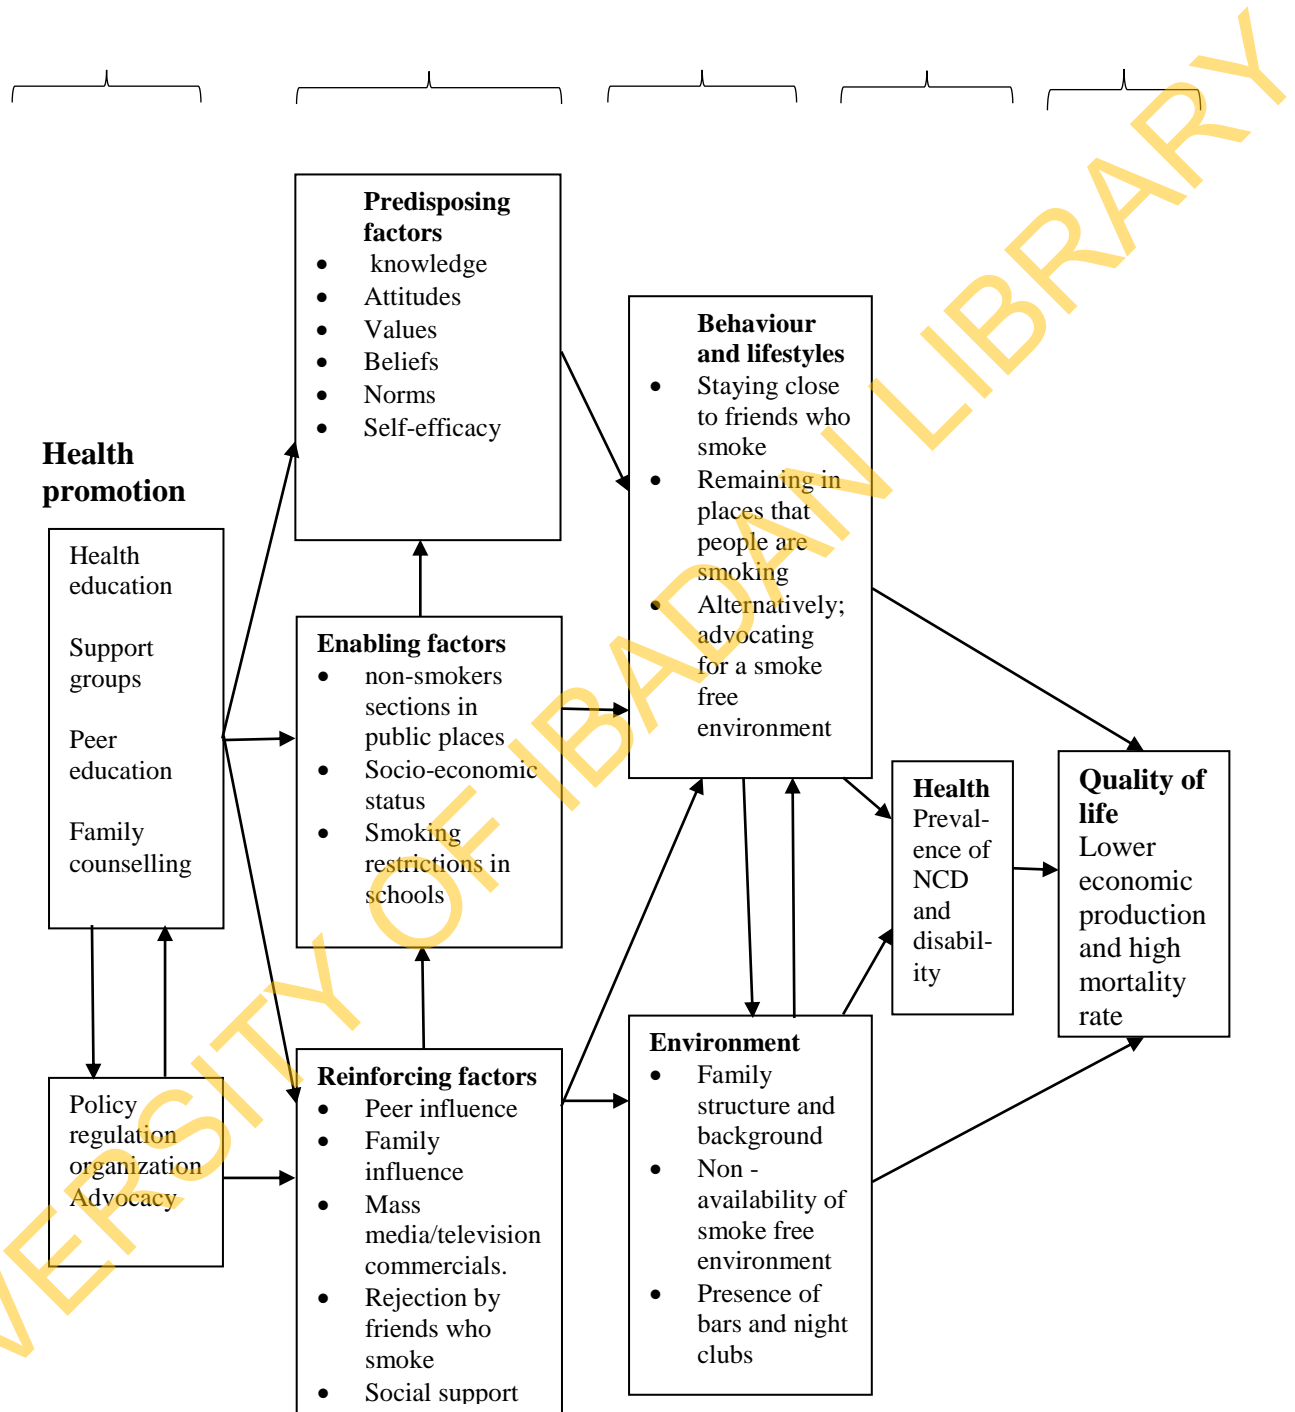 Health
promotion
Health
education
Support
groups
Peer
education
Family
counselling
Policy
regulation
organization
Advocacy
Predisposing
factors
• knowledge
• Attitudes
• Values
• Beliefs
• Norms
• Self-efficacy
Enabling factors
• non-smokers
sections in
public places
• Socio-economic
status
• Smoking
restrictions in
schools
Reinforcing factors
• Peer influence
• Family
influence
• Mass
media/television
commercials.
• Rejection by
friends who
smoke
• Social support
Behaviour
and lifestyles
• Staying close
to friends who
smoke
• Remaining in
places that
people are
smoking
• Alternatively;
advocating
for a smoke
free
environment
Environment
• Family
structure and
background
• Non -
availability of
smoke free
environment
• Presence of
bars and night
clubs
Health
Preval-
ence of
NCD
and
disabil-
ity
Quality of
life
Lower
economic
production
and high
mortality
rate
VERSITY OF IBADAN LIBRARY